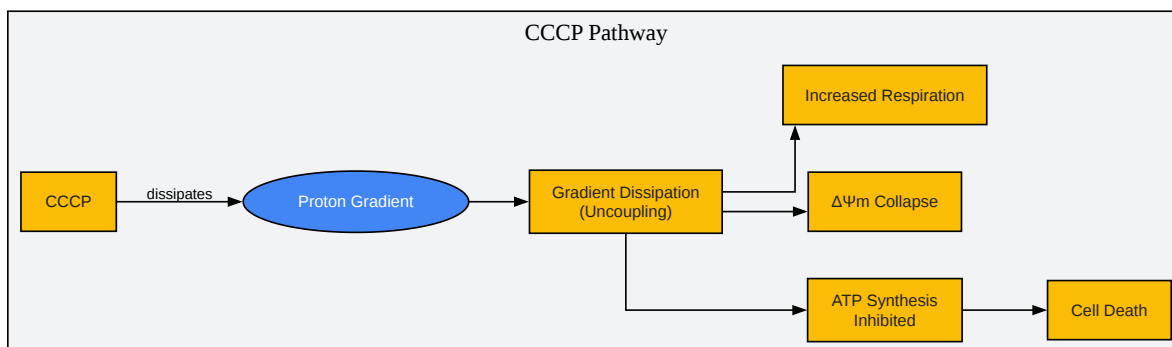 CCCP Pathway
Increased Respiration
CCCP
dissipates
Proton Gradient
Gradient Dissipation
(Uncoupling)
ΔΨm Collapse
ATP Synthesis
Inhibited
Cell Death